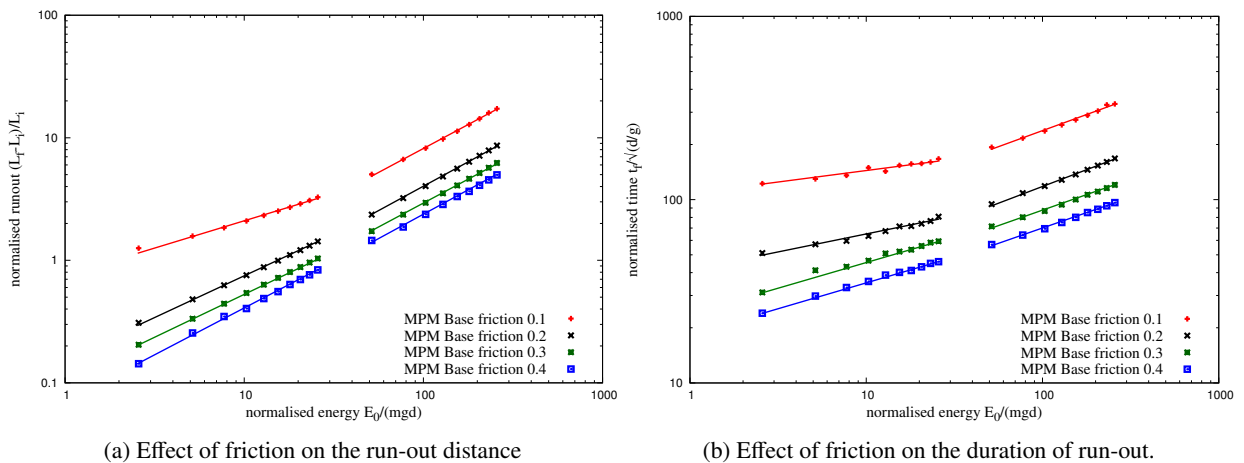 100
10
1
0.1
1
10
100
1000
normalised runout (L_f-L_i)/L_i
normalised energy E_0/(mgd)
MPM Base friction 0.1
MPM Base friction 0.2
MPM Base friction 0.3
MPM Base friction 0.4
(a) Effect of friction on the run-out distance
1000
100
10
1
10
100
1000
normalised time t_f/√(d/g)
normalised energy E_0/(mgd)
MPM Base friction 0.1
MPM Base friction 0.2
MPM Base friction 0.3
MPM Base friction 0.4
(b) Effect of friction on the duration of run-out.